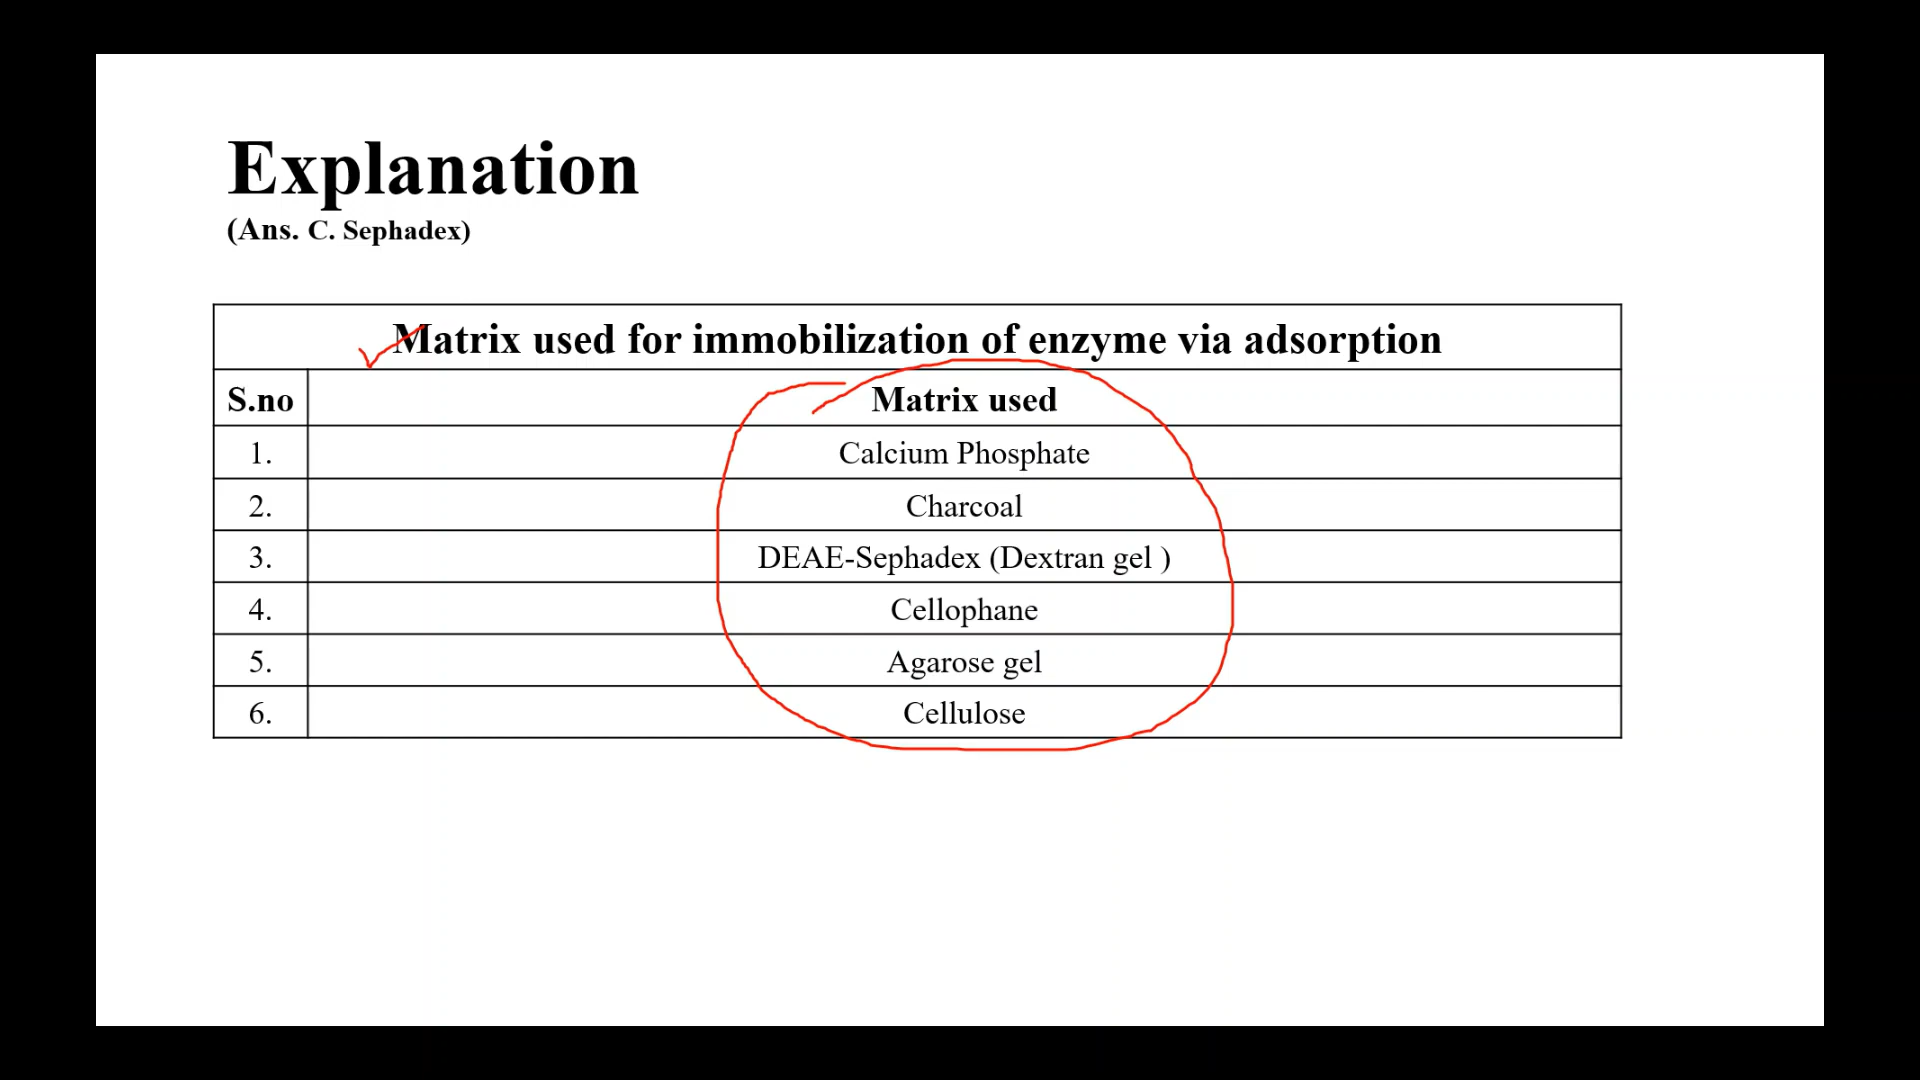 Explanation
(Ans. C. Sephadex)
Matrix used for immobilization of enzyme via adsorption
S.no Matrix used
1. Calcium Phosphate
2. Charcoal
3. DEAE-Sephadex (Dextran gel )
4. Cellophane
5. Agarose gel
6. Cellulose